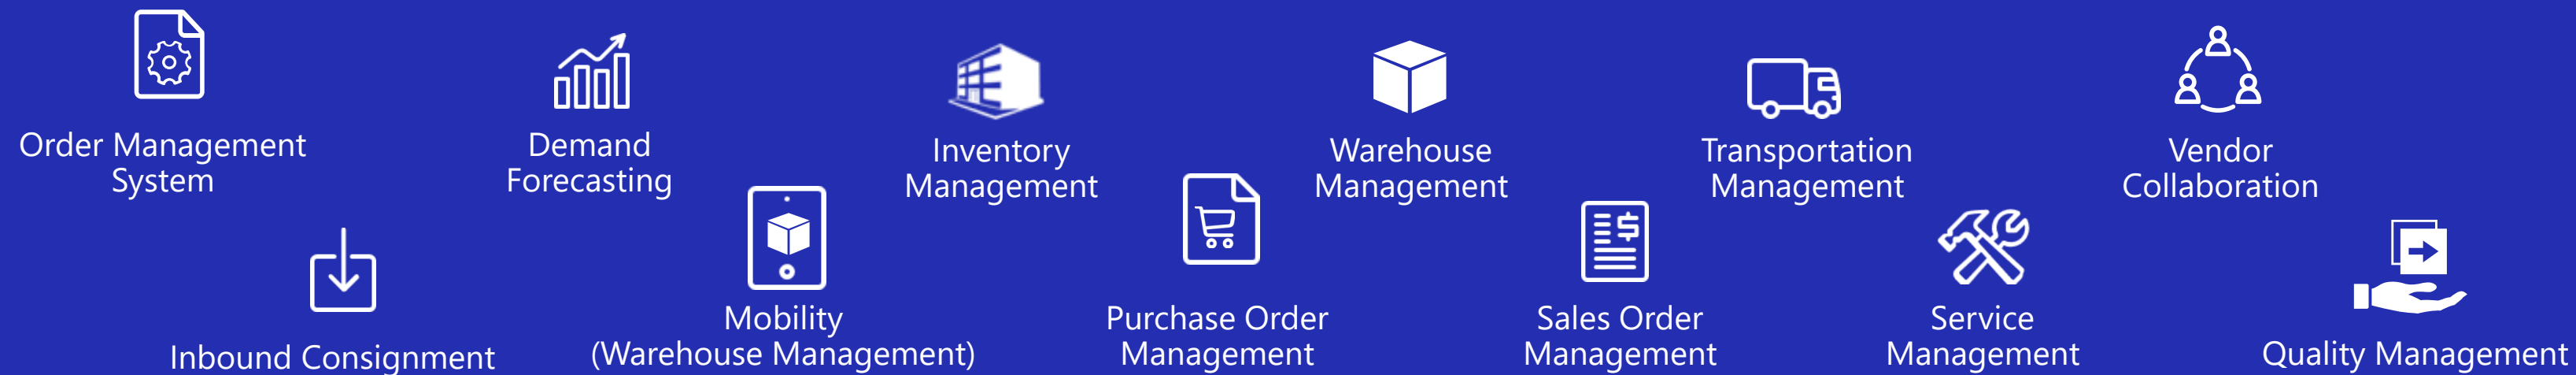 Order Management
System
Demand
Forecasting
Inventory
Management
Warehouse
Management
Transportation
Management
Vendor
Collaboration
Inbound Consignment
Mobility
(Warehouse Management)
Purchase Order
Management
$
Sales Order
Management
Service
Management
Quality Management